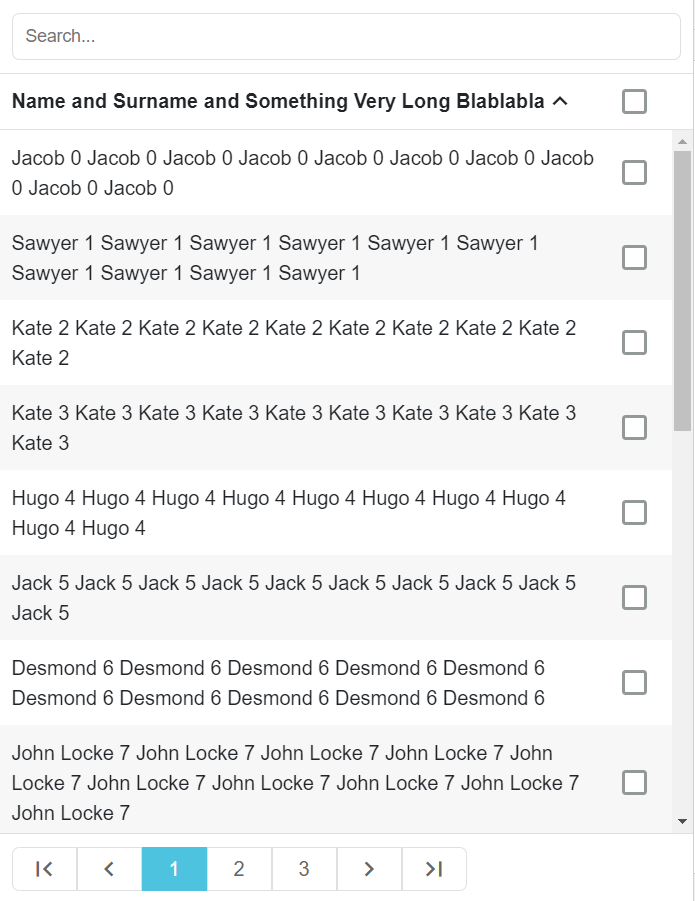 Search...
Name and Surname and Something Very Long Blablabla
Jacob 0 Jacob 0 Jacob 0 Jacob 0 Jacob 0 Jacob 0 Jacob 0 Jacob
0 Jacob 0 Jacob 0
Sawyer 1 Sawyer 1 Sawyer 1 Sawyer 1 Sawyer 1 Sawyer 1
Sawyer 1 Sawyer 1 Sawyer 1 Sawyer 1
Kate 2 Kate 2 Kate 2 Kate 2 Kate 2 Kate 2 Kate 2 Kate 2 Kate 2
Kate 2
Kate 3 Kate 3 Kate 3 Kate 3 Kate 3 Kate 3 Kate 3 Kate 3 Kate 3
Kate 3
Hugo 4 Hugo 4 Hugo 4 Hugo 4 Hugo 4 Hugo 4 Hugo 4 Hugo 4
Hugo 4 Hugo 4
Jack 5 Jack 5 Jack 5 Jack 5 Jack 5 Jack 5 Jack 5 Jack 5 Jack 5
Jack 5
Desmond 6 Desmond 6 Desmond 6 Desmond 6 Desmond 6
Desmond 6 Desmond 6 Desmond 6 Desmond 6 Desmond 6
John Locke 7 John Locke 7 John Locke 7 John Locke 7 John
Locke 7 John Locke 7 John Locke 7 John Locke 7 John Locke 7
John Locke 7
1 2 3